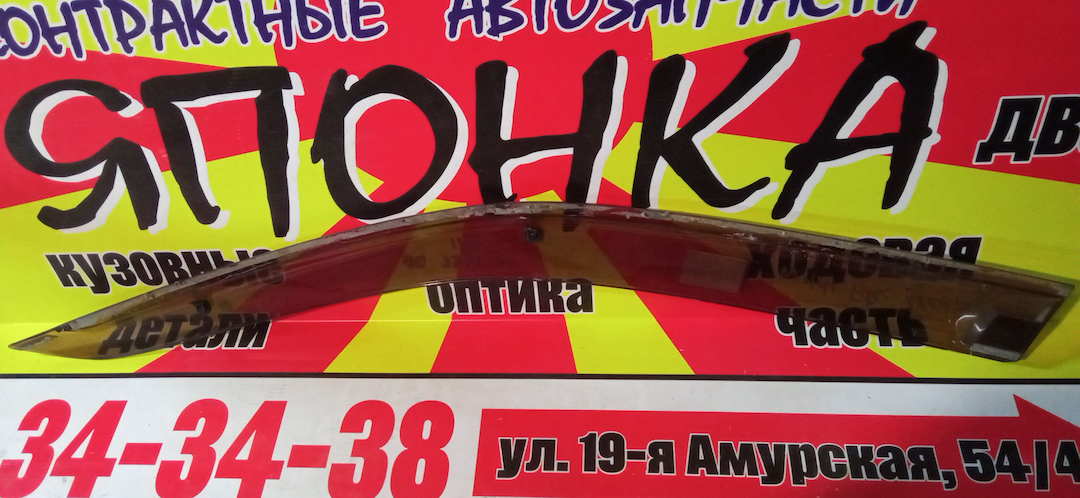 КОНТРАКТНЫЕ АВТОЗАПЧАСТИ
ЯПОНКА
кузовные детали
оптика
ходовая часть
34-34-38
ул. 19-я Амурская, 54/4